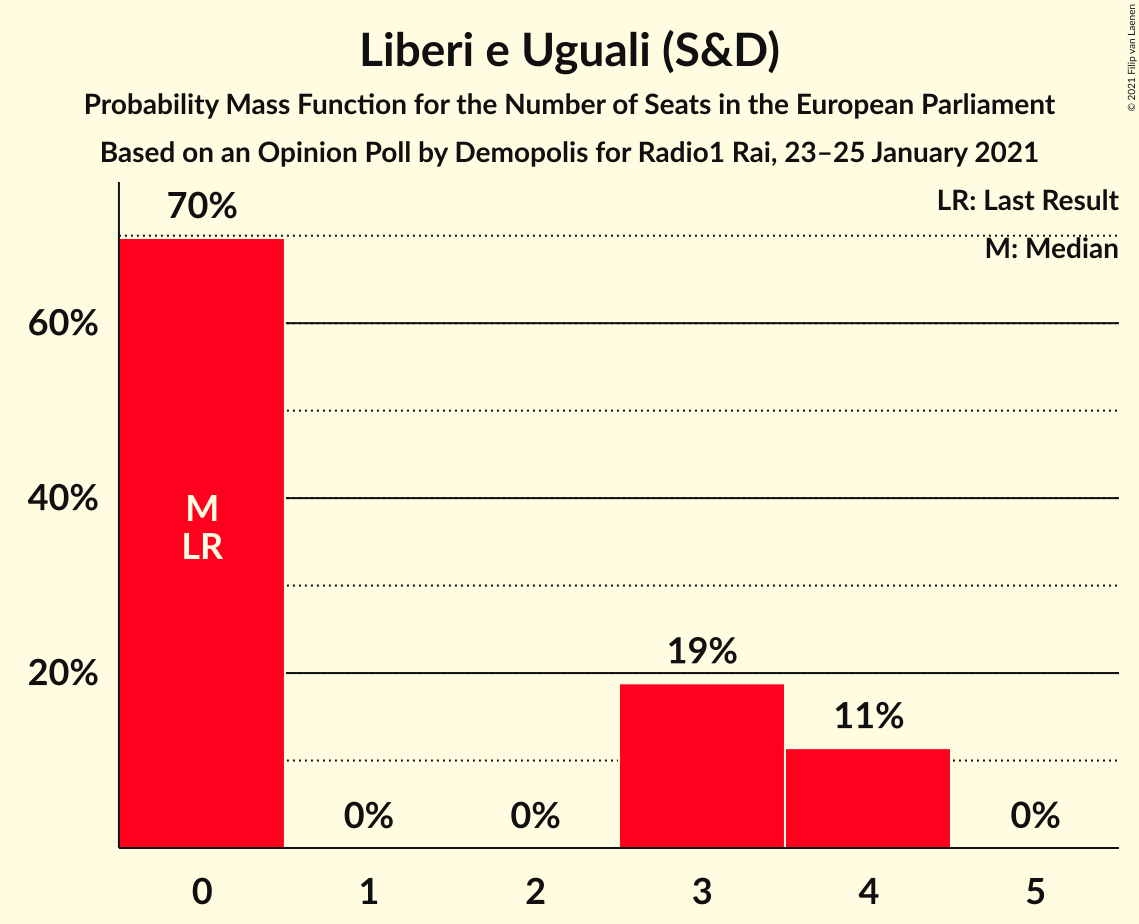 Liberi e Uguali (S&D)
Probability Mass Function for the Number of Seats in the European Parliament
Based on an Opinion Poll by Demopolis for Radio1 Rai, 23–25 January 2021
© 2021 Filip van Laenen
LR: Last Result
M: Median
70%
60%
40%
20%
M
LR
0%
0%
19%
11%
0%
0
1
2
3
4
5